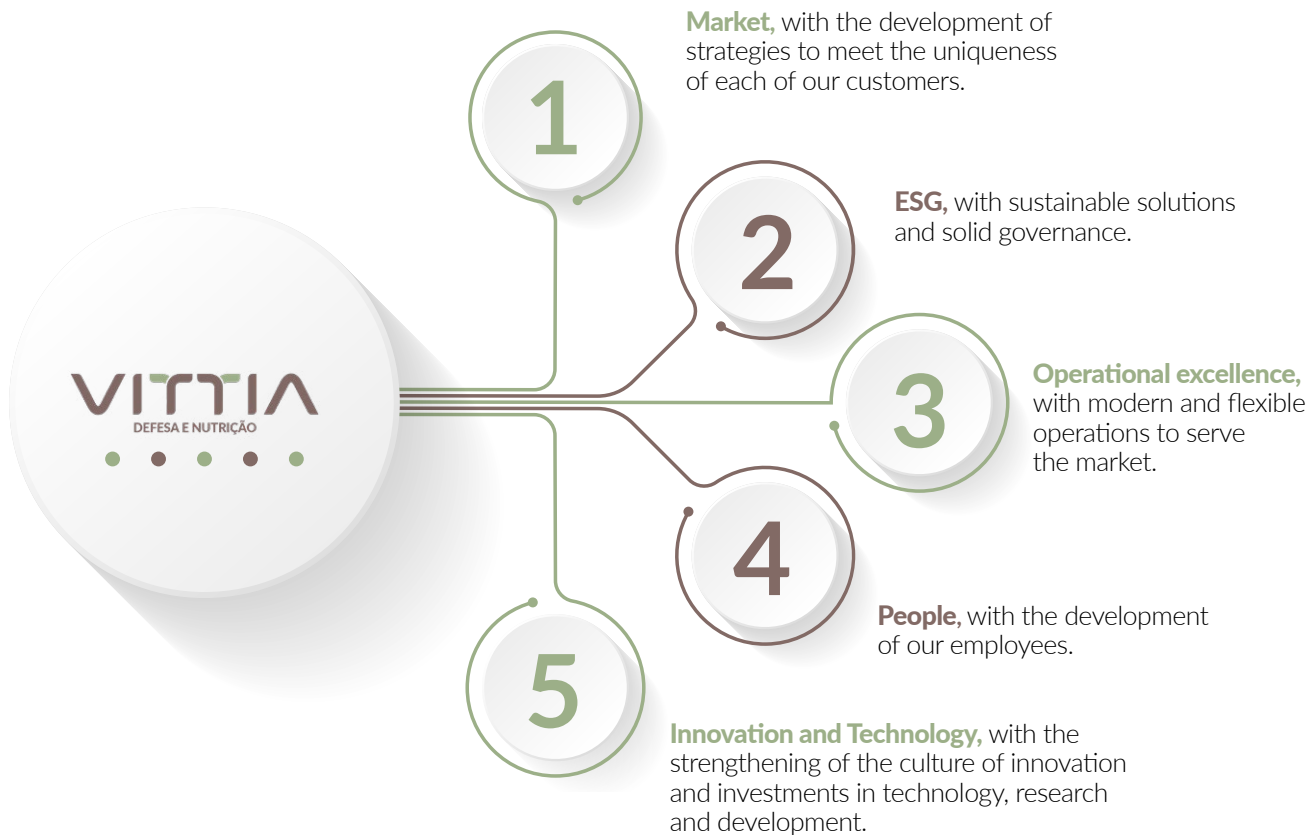 VITTIA
DEFESA E NUTRIÇÃO
1
Market, with the development of
strategies to meet the uniqueness
of each of our customers.
2
ESG, with sustainable solutions
and solid governance.
3
Operational excellence,
with modern and flexible
operations to serve
the market.
4
People, with the development
of our employees.
5
Innovation and Technology, with the
strengthening of the culture of innovation
and investments in technology, research
and development.